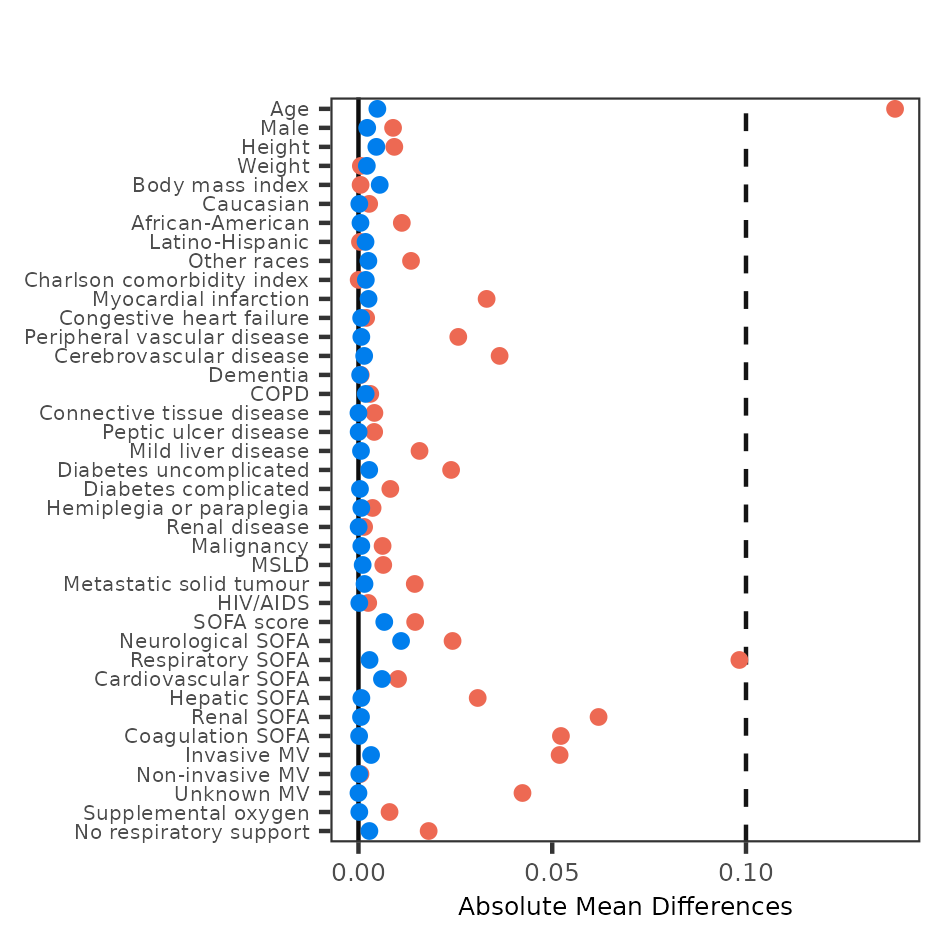 Age
Male
Height
Weight
Body mass index
Caucasian
African-American
Latino-Hispanic
Other races
Charlson comorbidity index
Myocardial infarction
Congestive heart failure
Peripheral vascular disease
Cerebrovascular disease
Dementia
COPD
Connective tissue disease
Peptic ulcer disease
Mild liver disease
Diabetes uncomplicated
Diabetes complicated
Hemiplegia or paraplegia
Renal disease
Malignancy
MSLD
Metastatic solid tumour
HIV/AIDS
SOFA score
Neurological SOFA
Respiratory SOFA
Cardiovascular SOFA
Hepatic SOFA
Renal SOFA
Coagulation SOFA
Invasive MV
Non-invasive MV
Unknown MV
Supplemental oxygen
No respiratory support
0.00 0.05 0.10
Absolute Mean Differences